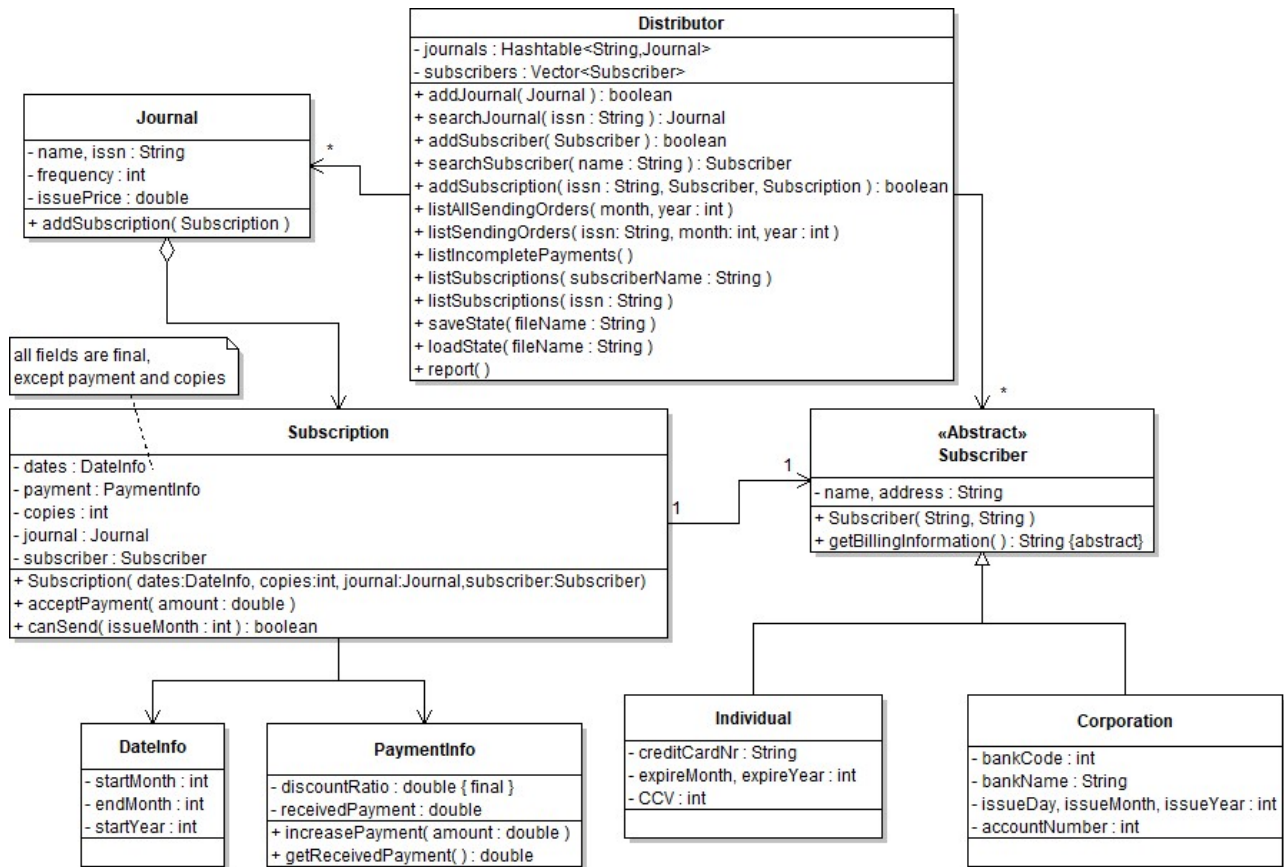 Distributor
- journals : Hashtable<String,Journal>
- subscribers : Vector<Subscriber>
+ addJournal( Journal ) : boolean
+ searchJournal( issn : String ) : Journal
+ addSubscriber( Subscriber ) : boolean
+ searchSubscriber( name : String ) : Subscriber
+ addSubscription( issn : String, Subscriber, Subscription ) : boolean
+ listAllSendingOrders( month, year : int )
+ listSendingOrders( issn: String, month: int, year : int )
+ listIncompletePayments( )
+ listSubscriptions( subscriberName : String )
+ listSubscriptions( issn : String )
+ saveState( fileName : String )
+ loadState( fileName : String )
+ report( )
Journal
- name, issn : String
- frequency : int
- issuePrice : double
+ addSubscription( Subscription )
*
*
all fields are final,
except payment and copies
Subscription
- dates : DateInfo
- payment : PaymentInfo
- copies : int
- journal : Journal
- subscriber : Subscriber
+ Subscription( dates:DateInfo, copies:int, journal:Journal,subscriber:Subscriber)
+ acceptPayment( amount : double )
+ canSend( issueMonth : int ) : boolean
1
1
«Abstract»
Subscriber
- name, address : String
+ Subscriber( String, String )
+ getBillingInformation( ) : String {abstract}
DateInfo
- startMonth : int
- endMonth : int
- startYear : int
PaymentInfo
- discountRatio : double { final }
- receivedPayment : double
+ increasePayment( amount : double )
+ getReceivedPayment( ) : double
Individual
- creditCardNr : String
- expireMonth, expireYear : int
- CCV : int
Corporation
- bankCode : int
- bankName : String
- issueDay, issueMonth, issueYear : int
- accountNumber : int